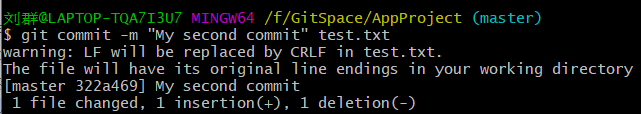 刘群@LAPTOP-TQA7I3U7 MINGW64 /f/GitSpace/AppProject (master)
$ git commit -m "My second commit" test.txt
warning: LF will be replaced by CRLF in test.txt.
The file will have its original line endings in your working directory
[master 322a469] My second commit
 1 file changed, 1 insertion(+), 1 deletion(-)